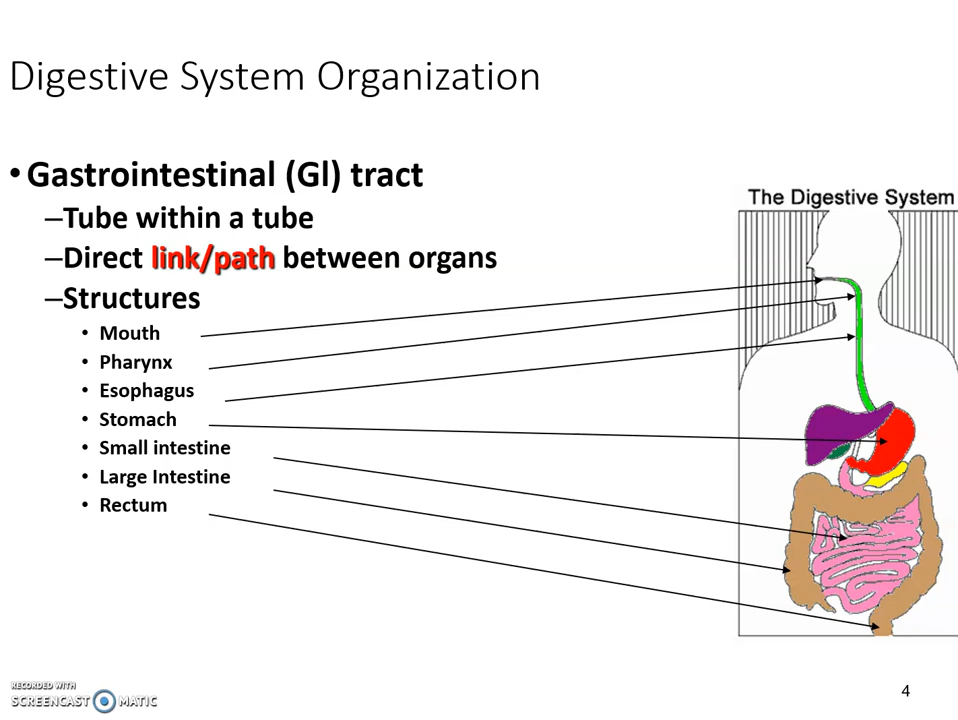 Digestive System Organization
• Gastrointestinal (Gl) tract
–Tube within a tube
–Direct link/path between organs
–Structures
• Mouth
• Pharynx
• Esophagus
• Stomach
• Small intestine
• Large Intestine
• Rectum
The Digestive System
RECORDED WITH
SCREENCAST MATIC
4